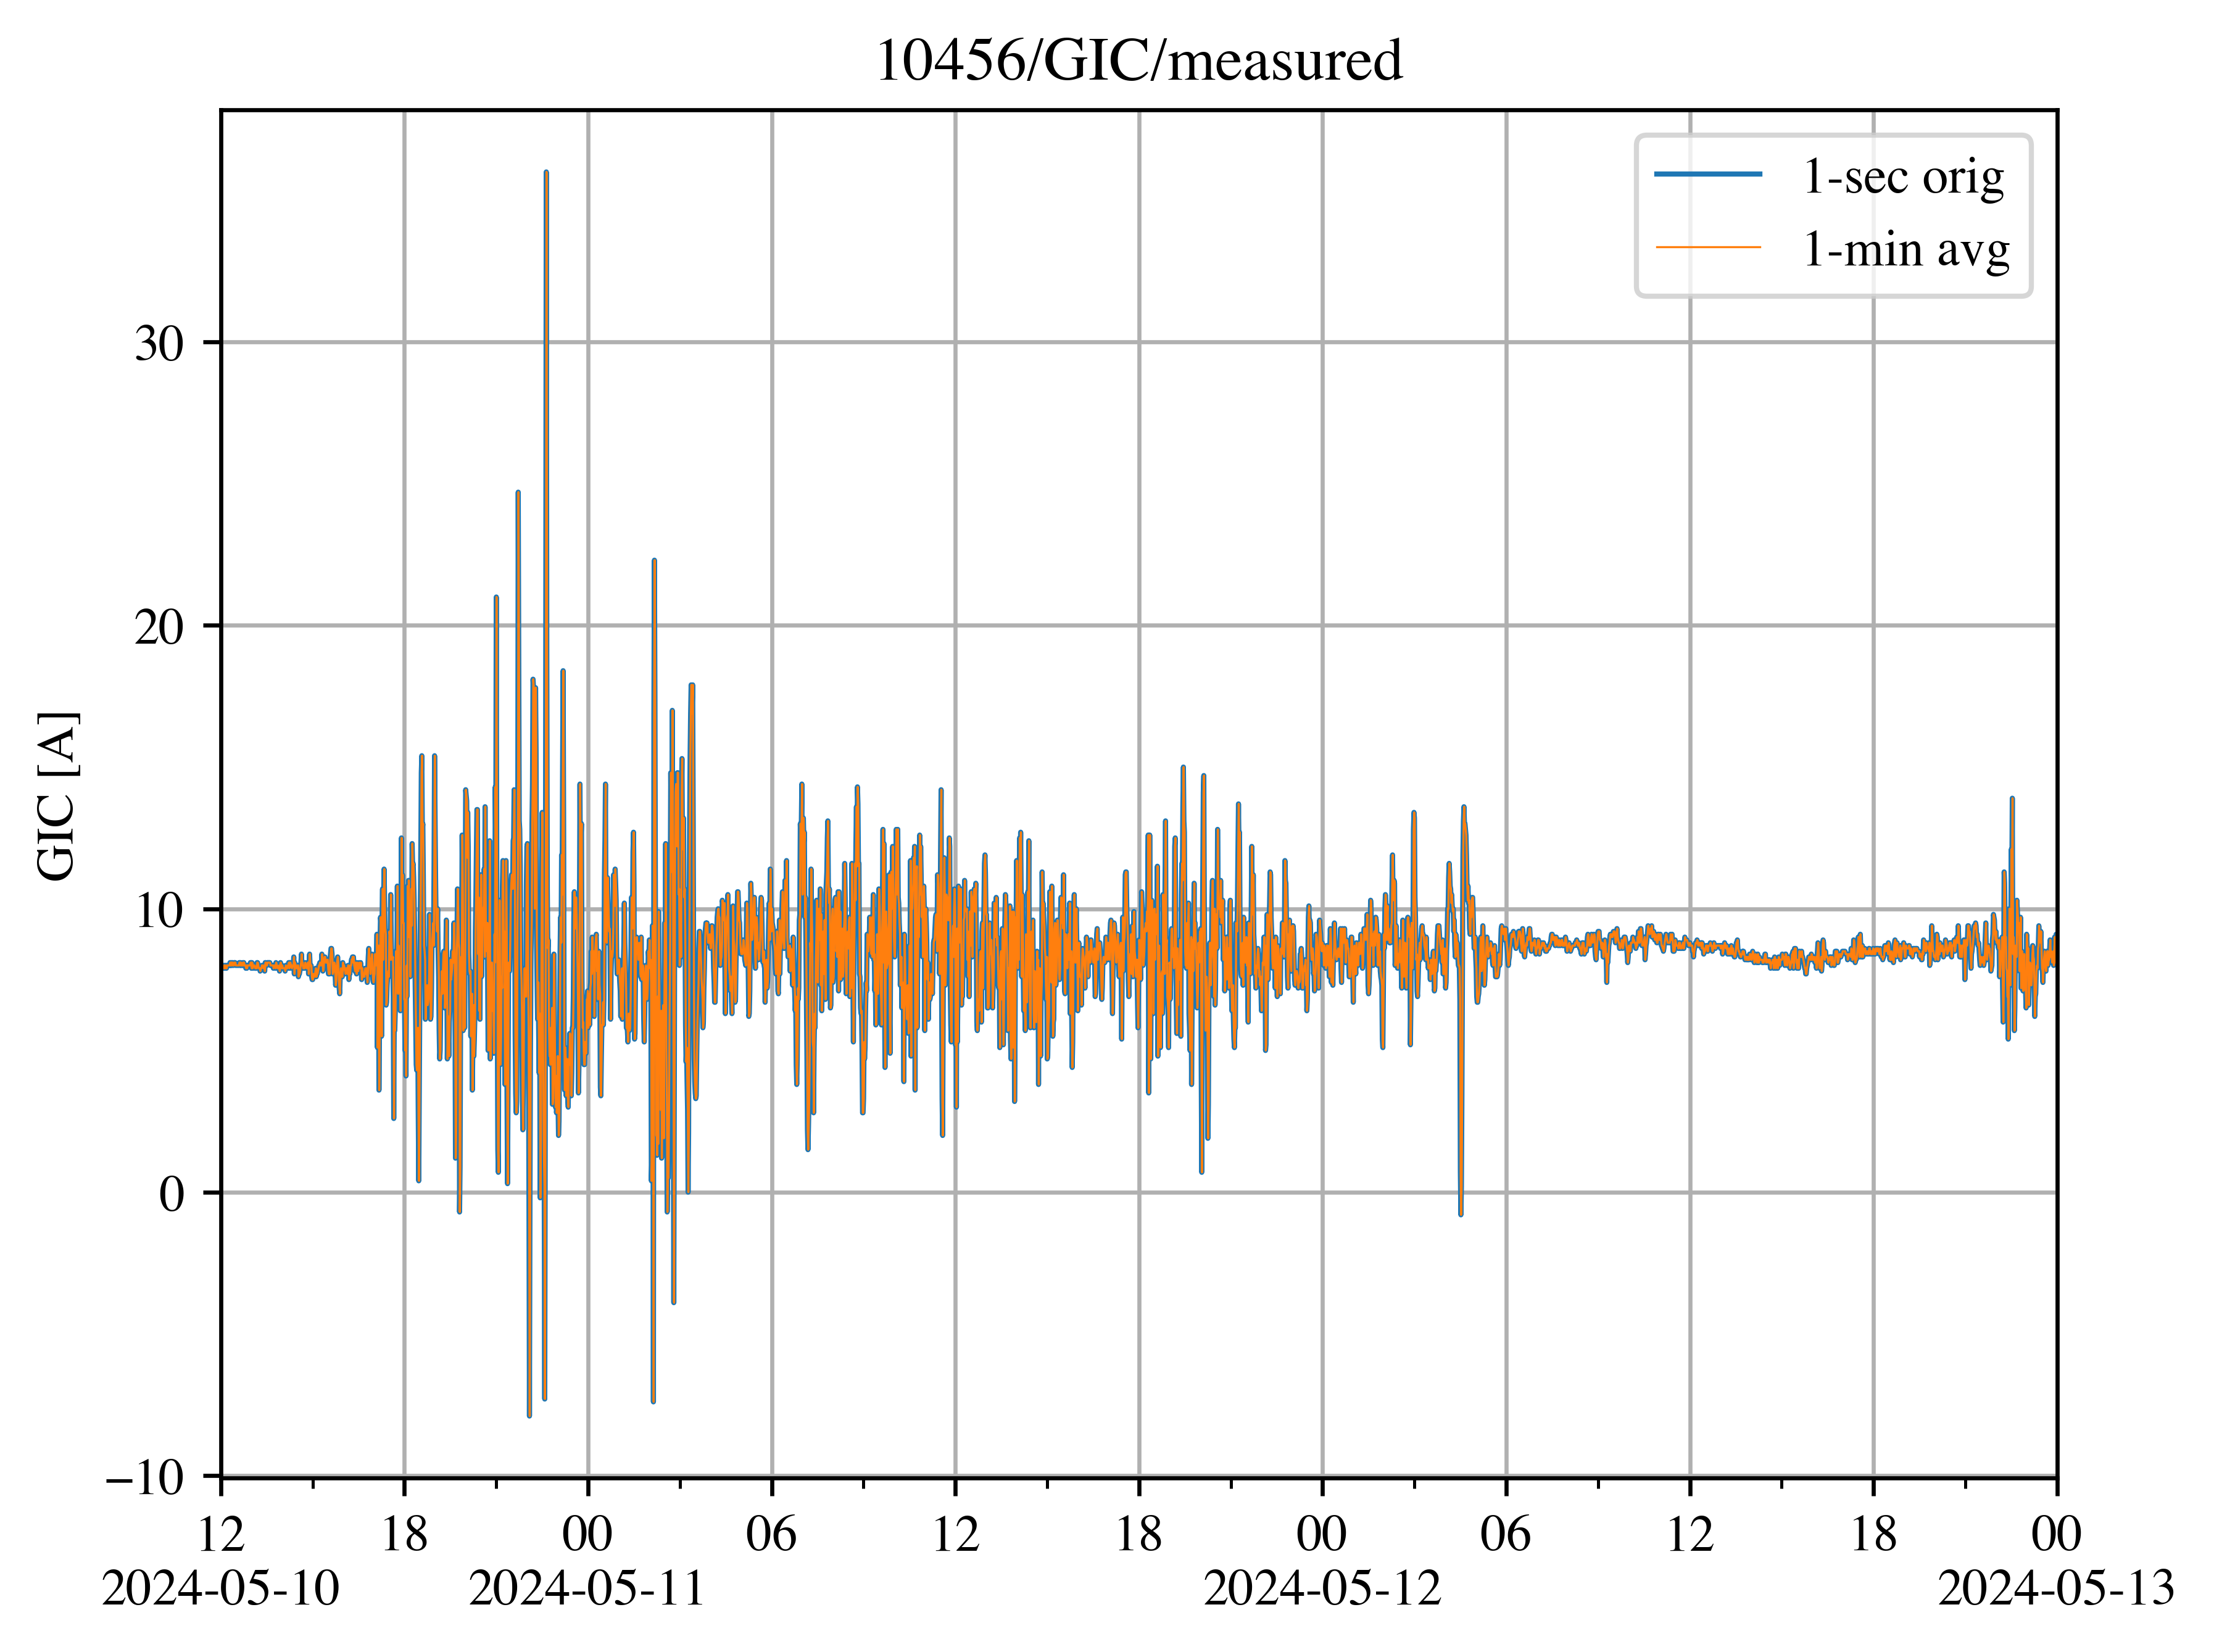 10456/GIC/measured
1-sec orig
1-min avg
GIC [A]
30
20
10
0
−10
12 18 00 06 12 18 00 06 12 18 00
2024-05-10 2024-05-11 2024-05-12 2024-05-13